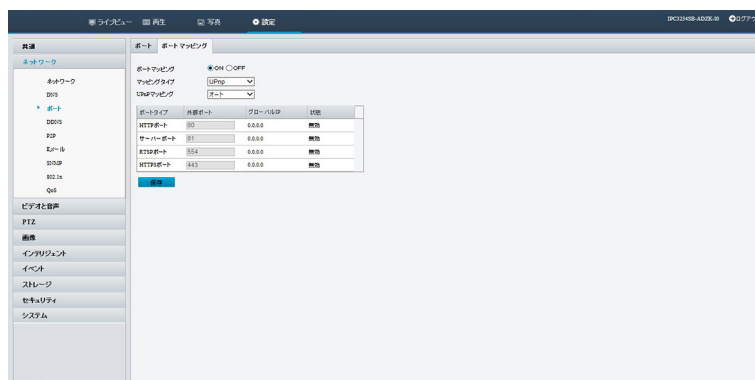 ライブビュー 再生 写真 設定 IPC3234SB-ADZK-I0 ログアウ
共通
ネットワーク
ネットワーク
DNS
ポート
DDNS
P2P
Eメール
SNMP
802.1x
QoS
ビデオと音声
PTZ
画像
インテリジェント
イベント
ストレージ
セキュリティ
システム
ポート ポートマッピング
ポートマッピング ON OFF
マッピングタイプ UPnp
UPnPマッピング オート
ポートタイプ 外部ポート グローバルIP 状態
HTTPポート 80 0.0.0.0 無効
サーバーポート 81 0.0.0.0 無効
RTSPポート 554 0.0.0.0 無効
HTTPSポート 443 0.0.0.0 無効
保存